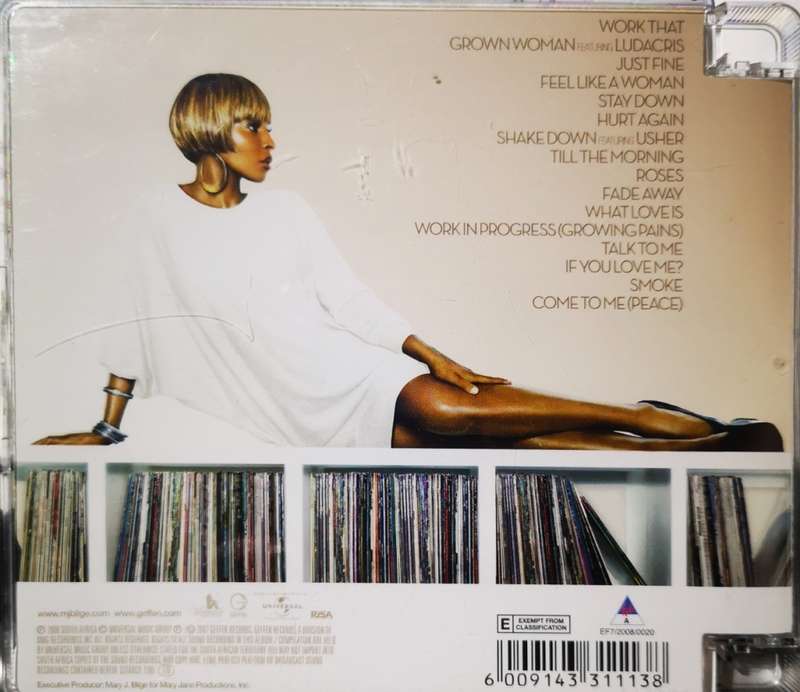 WORK THAT
GROWN WOMAN FEATURING LUDACRIS
JUST FINE
FEEL LIKE A WOMAN
STAY DOWN
HURT AGAIN
SHAKE DOWN FEATURING USHER
TILL THE MORNING
ROSES
FADE AWAY
WHAT LOVE IS
WORK IN PROGRESS (GROWING PAINS)
TALK TO ME
IF YOU LOVE ME?
SMOKE
COME TO ME (PEACE)
www.mjblige.com www.geffen.com
UNIVERSAL
RiSA
E EXEMPT FROM CLASSIFICATION
EF7/2008/0020
Executive Producer: Mary J. Blige for Mary Jane Productions, Inc.
6 009143 311138